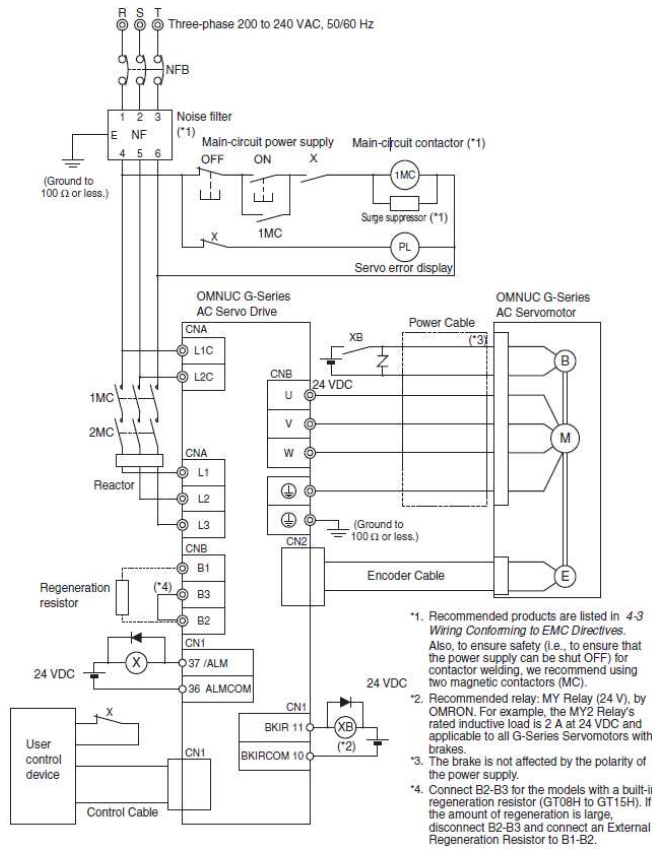 R S T
Three-phase 200 to 240 VAC, 50/60 Hz
NFB
1 2 3
Noise filter
(*1)
E NF
4 5 6
(Ground to
100 Ω or less.)
Main-circuit power supply
Main-circuit contactor (*1)
OFF ON X
1MC
Surge suppressor (*1)
1MC
X
PL
Servo error display
OMNUC G-Series
AC Servo Drive
OMNUC G-Series
AC Servomotor
CNA
L1C
L2C
Power Cable
(*3)
XB
24 VDC
B
CNB
U
V
W
M
1MC
2MC
Reactor
CNA
L1
L2
L3
(Ground to
100 Ω or less.)
CN2
Encoder Cable
E
CNB
B1
B3
B2
Regeneration
resistor
(*4)
CN1
37 /ALM
36 ALMCOM
X
24 VDC
24 VDC
CN1
BKIR 11
BKIRCOM 10
XB
(*2)
X
User
control
device
CN1
Control Cable
*1. Recommended products are listed in 4-3
Wiring Conforming to EMC Directives.
Also, to ensure safety (i.e., to ensure that
the power supply can be shut OFF) for
contactor welding, we recommend using
two magnetic contactors (MC).
*2. Recommended relay: MY Relay (24 V), by
OMRON. For example, the MY2 Relay's
rated inductive load is 2 A at 24 VDC and
applicable to all G-Series Servomotors with
brakes.
*3. The brake is not affected by the polarity of
the power supply.
*4. Connect B2-B3 for the models with a built-in
regeneration resistor (GT08H to GT15H). If
the amount of regeneration is large,
disconnect B2-B3 and connect an External
Regeneration Resistor to B1-B2.